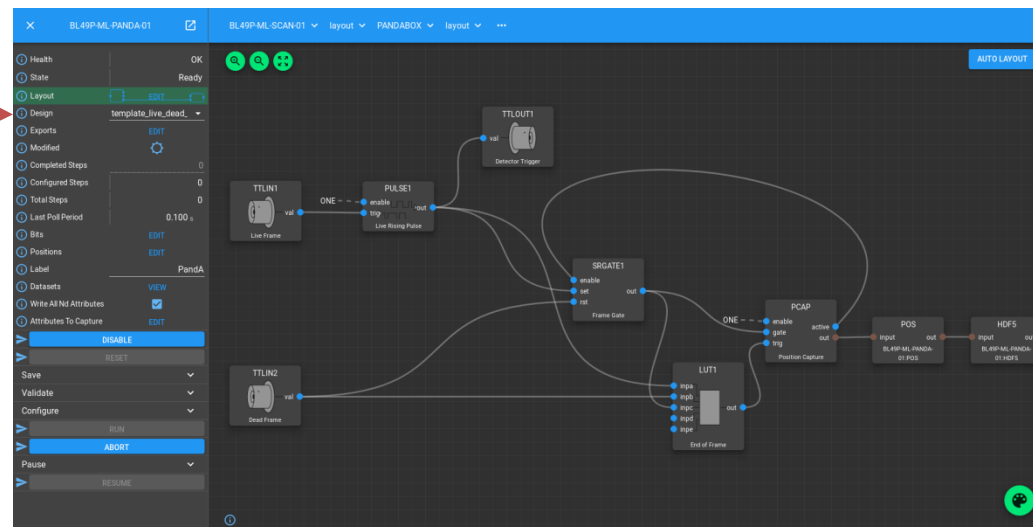 BL49P-ML-PANDA-01
BL49P-ML-SCAN-01 layout PANDABOX layout
AUTO LAYOUT
Health OK
State Ready
Layout EDIT
Design template_live_dead_
Exports EDIT
Modified
Completed Steps 0
Configured Steps 0
Total Steps 0
Last Poll Period 0.100 s
Bits EDIT
Positions EDIT
Label PandA
Datasets VIEW
Write All Nd Attributes
Attributes To Capture EDIT
DISABLE
RESET
Save
Validate
Configure
RUN
ABORT
Pause
RESUME
TTLOUT1
val
Detector Trigger
TTLIN1
val
Live Frame
PULSE1
ONE
enable
trig
out
Live Rising Pulse
SRGATE1
enable
set out
rst
Frame Gate
PCAP
ONE
enable
active
gate
out
trig
Position Capture
POS
input out
BL49P-ML-PANDA-
01:POS
HDF5
input ou
BL49P-ML-PANDA-
01:HDF5
TTLIN2
val
Dead Frame
LUT1
inpa
inpb
inpc out
inpd
inpe
End of Frame